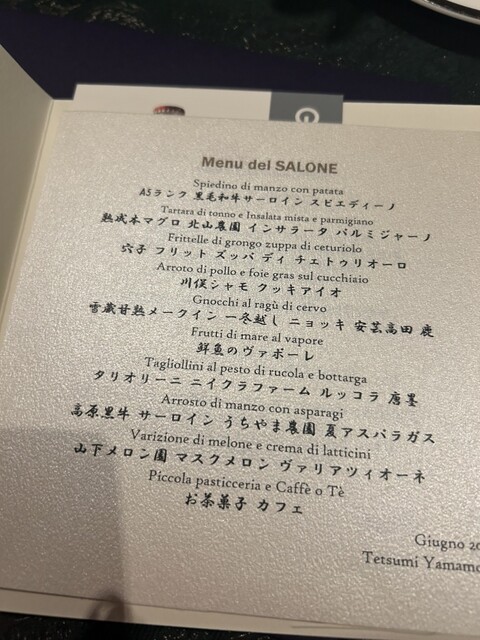 Menu del SALONE
Spiedino di manzo con patata
A5ランク 黒毛和牛サーロイン スピエディーノ
Tartara di tonno e Insalata mista e parmigiano
熟成本マグロ 北山農園 インサラータ パルミジャーノ
Frittelle di grongo zuppa di ceturiolo
穴子 フリット ズッパ ディ チェトゥリオーロ
Arroto di pollo e foie gras sul cucchiaio
川俣シャモ クッキアイオ
Gnocchi al ragù di cervo
雪蔵甘熟メークイン 一冬越し ニョッキ 安芸高田 鹿
Frutti di mare al vapore
鮮魚のヴァポーレ
Tagliollini al pesto di rucola e bottarga
タリオリーニ ニイクラファーム ルッコラ 唐墨
Arrosto di manzo con asparagi
高原黒牛 サーロイン うちやま農園 夏アスパラガス
Varizione di melone e crema di latticini
山下メロン園 マスクメロン ヴァリアツィオーネ
Piccola pasticceria e Caffè o Tè
お茶菓子 カフェ
Giugno
Tetsumi